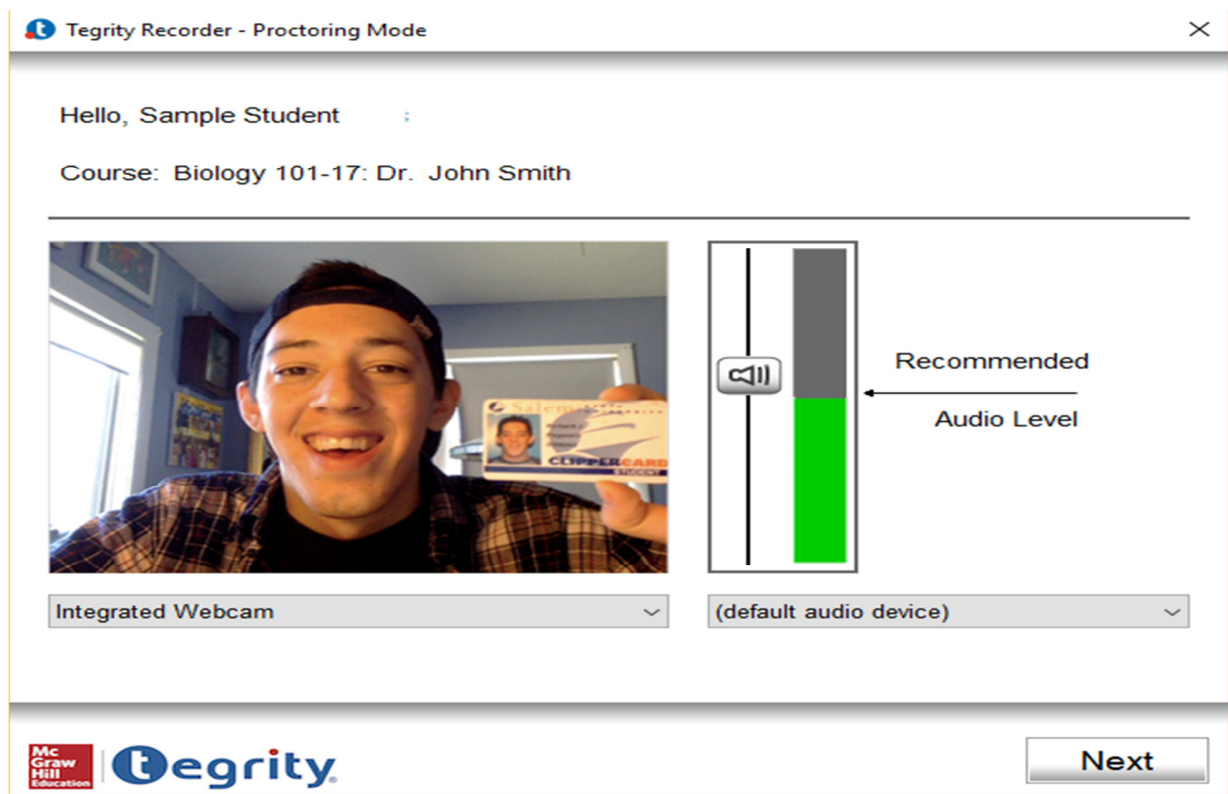 Tegrity Recorder - Proctoring Mode
Hello, Sample Student
Course: Biology 101-17: Dr. John Smith
Salem
CLIPPERCARD
STUDENT
Recommended
Audio Level
Integrated Webcam
(default audio device)
Mc
Graw
Hill
Education
tegrity
Next